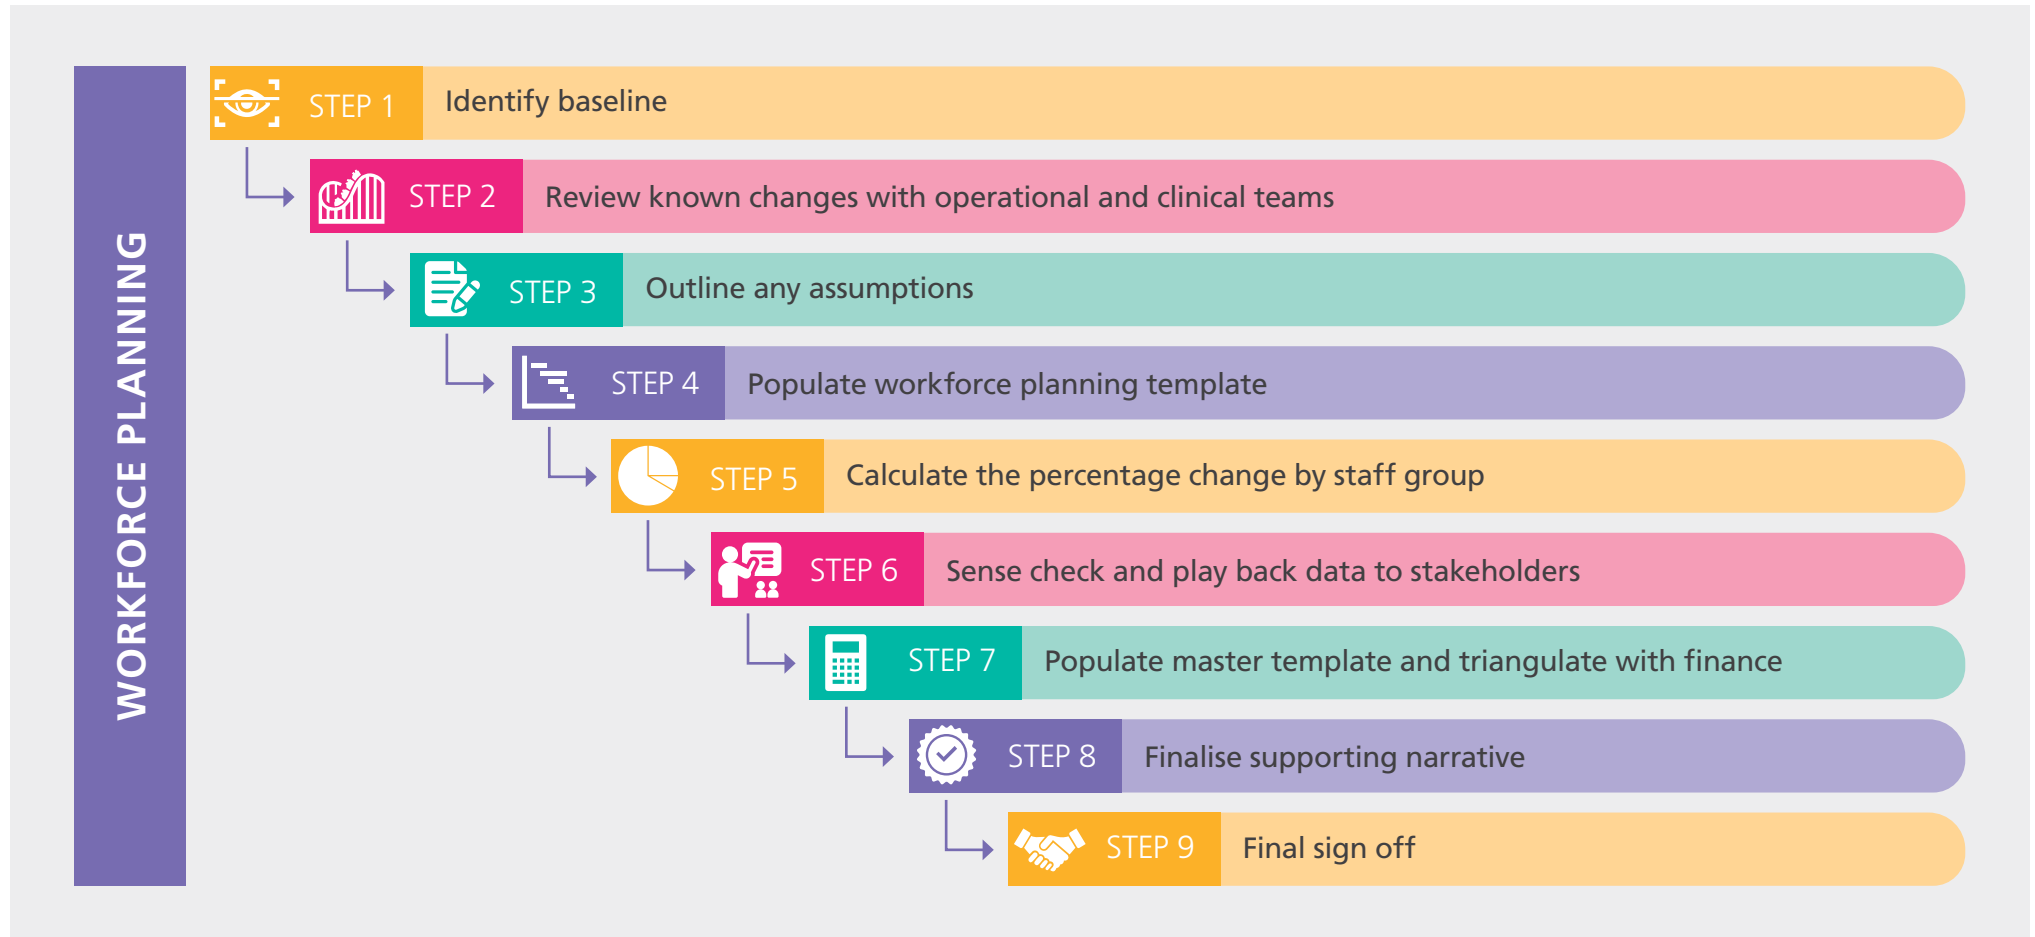 WORKFORCE PLANNING
STEP 1 Identify baseline
STEP 2 Review known changes with operational and clinical teams
STEP 3 Outline any assumptions
STEP 4 Populate workforce planning template
STEP 5 Calculate the percentage change by staff group
STEP 6 Sense check and play back data to stakeholders
STEP 7 Populate master template and triangulate with finance
STEP 8 Finalise supporting narrative
STEP 9 Final sign off